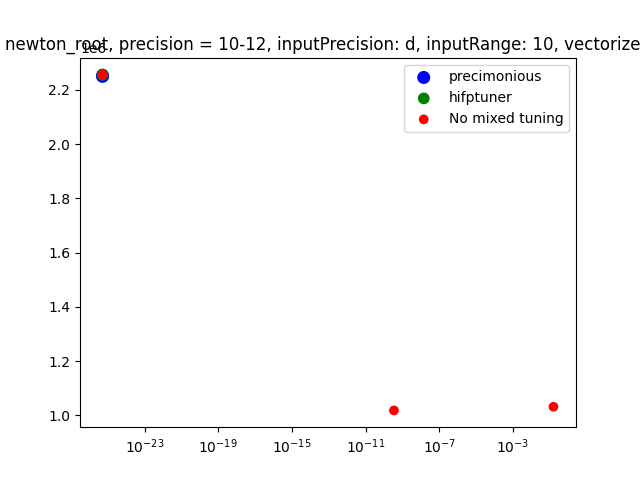 newton_root, precision = 10-12, inputPrecision: d, inputRange: 10, vectorize
1e6
precimonious
hifptuner
No mixed tuning
2.2
2.0
1.8
1.6
1.4
1.2
1.0
10⁻²³ 10⁻¹⁹ 10⁻¹⁵ 10⁻¹¹ 10⁻⁷ 10⁻³